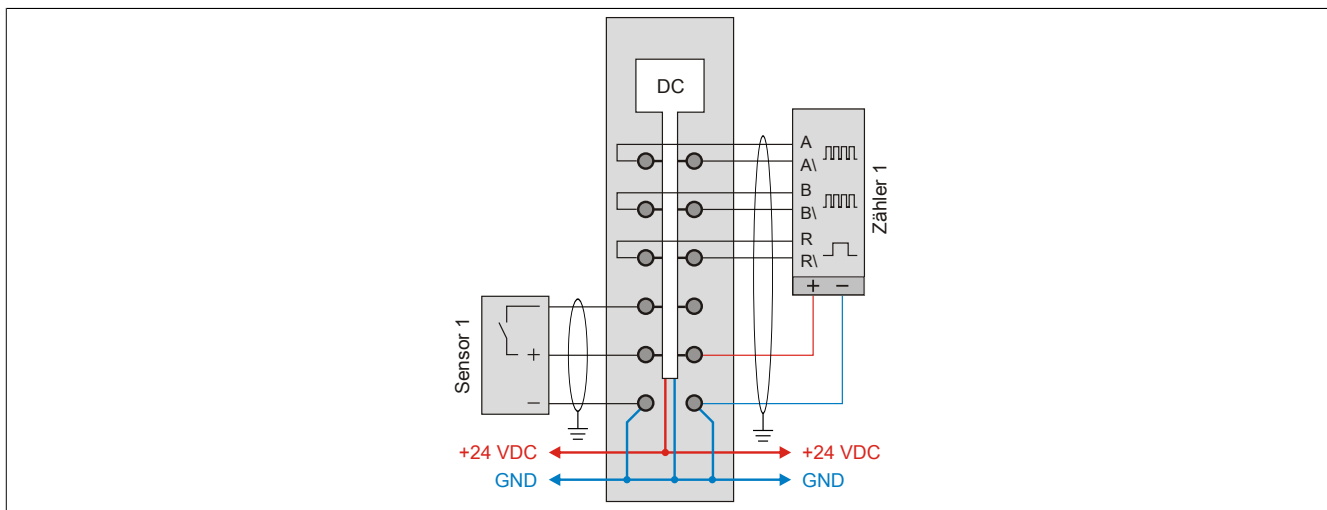 DC
A
A\
B
B\
R
R\
+ −
Zähler 1
Sensor 1
+
−
+24 VDC
+24 VDC
GND
GND